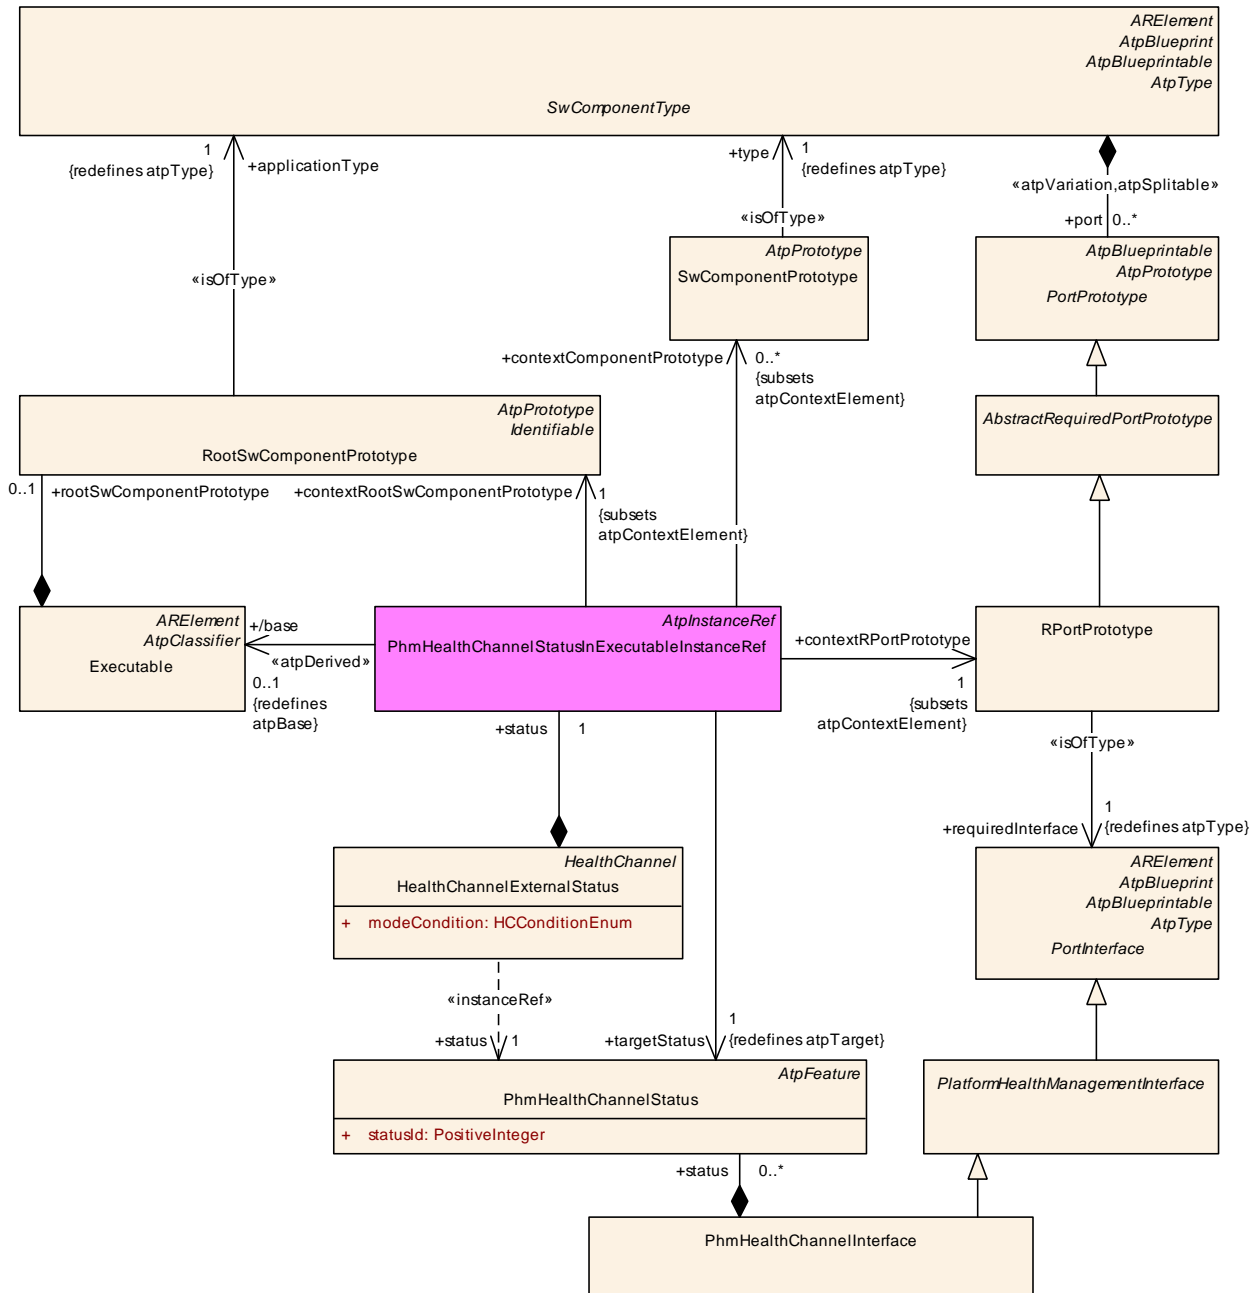 ARElement
AtpBlueprint
AtpBlueprintable
AtpType
SwComponentType
1
{redefines atpType}
+applicationType
+type
1
{redefines atpType}
«atpVariation,atpSplitable»
+port 0..*
«isOfType»
«isOfType»
AtpPrototype
SwComponentPrototype
AtpBlueprintable
AtpPrototype
PortPrototype
+contextComponentPrototype
0..*
{subsets
atpContextElement}
AtpPrototype
Identifiable
RootSwComponentPrototype
AbstractRequiredPortPrototype
0..1
+rootSwComponentPrototype
+contextRootSwComponentPrototype
1
{subsets
atpContextElement}
ARElement
AtpClassifier
Executable
+/base
«atpDerived»
0..1
{redefines
atpBase}
AtpInstanceRef
PhmHealthChannelStatusInExecutableInstanceRef
+contextRPortPrototype
1
{subsets
atpContextElement}
RPortPrototype
+status
1
«isOfType»
+requiredInterface
1
{redefines atpType}
HealthChannel
HealthChannelExternalStatus
+ modeCondition: HCConditionEnum
ARElement
AtpBlueprint
AtpBlueprintable
AtpType
PortInterface
«instanceRef»
+status 1
+targetStatus
1
{redefines atpTarget}
AtpFeature
PhmHealthChannelStatus
+ statusId: PositiveInteger
PlatformHealthManagementInterface
+status
0..*
PhmHealthChannelInterface